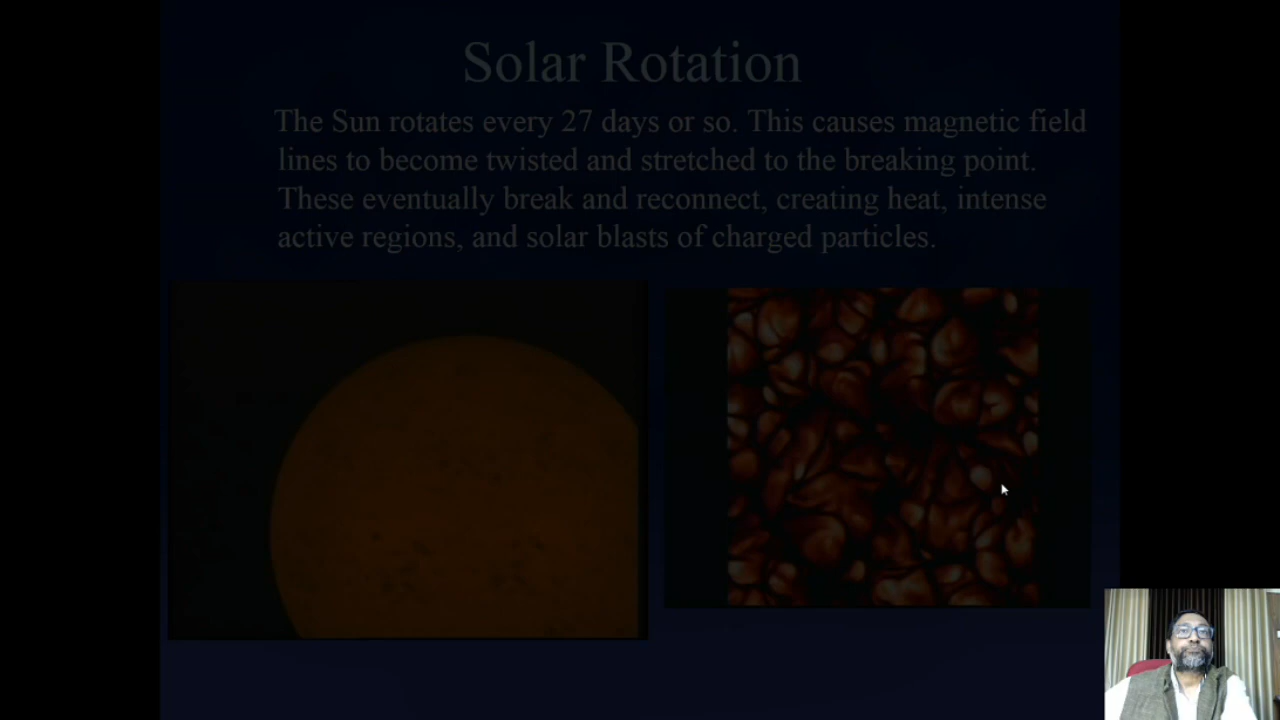 Solar Rotation
The Sun rotates every 27 days or so. This causes magnetic field
lines to become twisted and stretched to the breaking point.
These eventually break and reconnect, creating heat, intense
active regions, and solar blasts of charged particles.